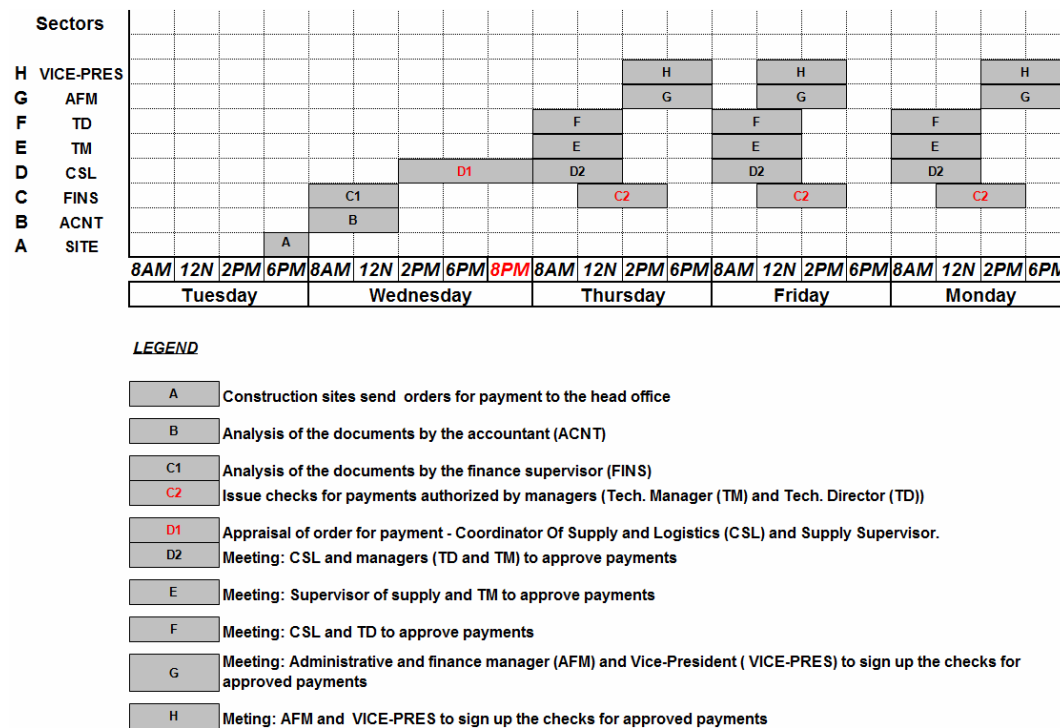 Sectors
H VICE-PRES H H H
G AFM G G G
F TD F F F
E TM E E E
D CSL D1 D2 D2 D2
C FINS C1 C2 C2 C2
B ACNT B
A SITE A
8AM 12N 2PM 6PM 8AM 12N 2PM 6PM 8PM 8AM 12N 2PM 6PM 8AM 12N 2PM 6PM 8AM 12N 2PM 6PM
Tuesday Wednesday Thursday Friday Monday
LEGEND
A Construction sites send orders for payment to the head office
B Analysis of the documents by the accountant (ACNT)
C1 Analysis of the documents by the finance supervisor (FINS)
C2 Issue checks for payments authorized by managers (Tech. Manager (TM) and Tech. Director (TD))
D1 Appraisal of order for payment - Coordinator Of Supply and Logistics (CSL) and Supply Supervisor.
D2 Meeting: CSL and managers (TD and TM) to approve payments
E Meeting: Supervisor of supply and TM to approve payments
F Meeting: CSL and TD to approve payments
G Meeting: Administrative and finance manager (AFM) and Vice-President ( VICE-PRES) to sign up the checks for
approved payments
H Meting: AFM and VICE-PRES to sign up the checks for approved payments